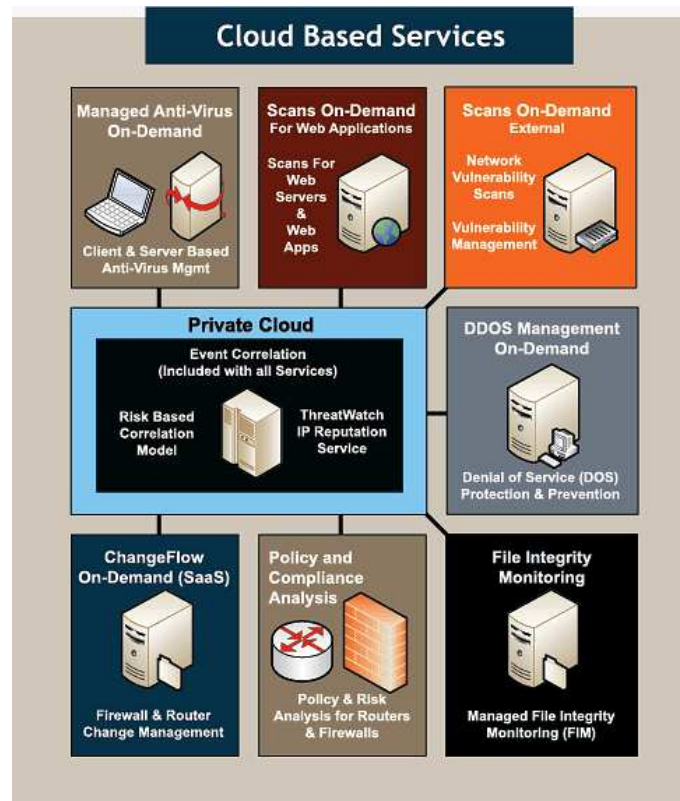 Cloud Based Services
Managed Anti-Virus
On-Demand
Client & Server Based
Anti-Virus Mgmt
Scans On-Demand
For Web Applications
Scans For
Web
Servers
&
Web
Apps
Scans On-Demand
External
Network
Vulnerability
Scans
Vulnerability
Management
Private Cloud
Event Correlation
(Included with all Services)
Risk Based
Correlation
Model
ThreatWatch
IP Reputation
Service
DDOS Management
On-Demand
Denial of Service (DOS)
Protection & Prevention
ChangeFlow
On-Demand (SaaS)
Firewall & Router
Change Management
Policy and
Compliance
Analysis
Policy & Risk
Analysis for Routers
& Firewalls
File Integrity
Monitoring
Managed File Integrity
Monitoring (FIM)